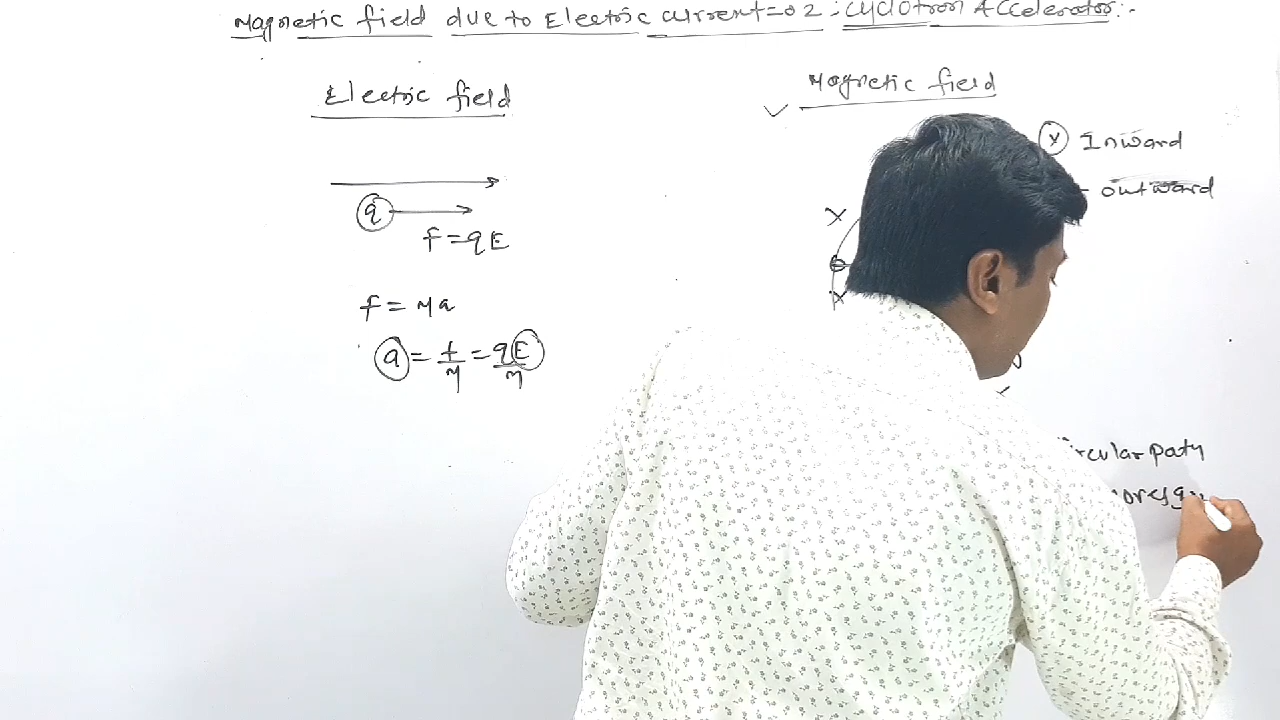 Magnetic field due to Electric current=02: Cyclotron Accelerator:-
Electric field
q
f=qE
f = Ma
a = f/M = qE/M
Magnetic field
x Inward
outward
x
x
ircular path